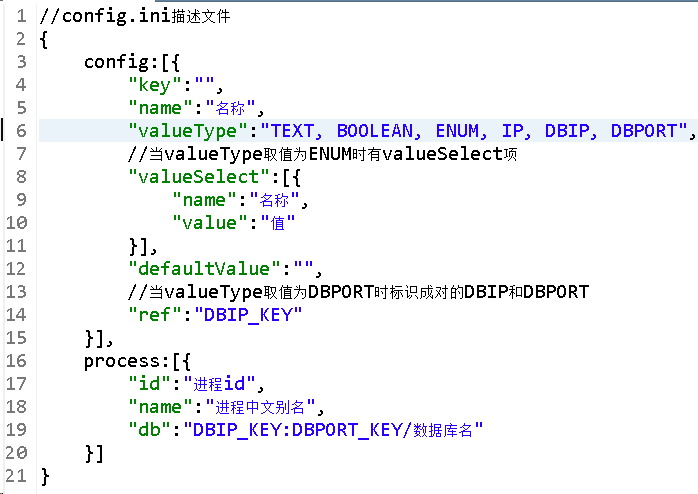 1 //config.ini描述文件
2 {
3 config:[{
4 "key":"",
5 "name":"名称",
6 "valueType":"TEXT, BOOLEAN, ENUM, IP, DBIP, DBPORT",
7 //当valueType取值为ENUM时有valueSelect项
8 "valueSelect":[{
9 "name":"名称",
10 "value":"值"
11 }],
12 "defaultValue":"",
13 //当valueType取值为DBPORT时标识成对的DBIP和DBPORT
14 "ref":"DBIP_KEY"
15 }],
16 process:[{
17 "id":"进程id",
18 "name":"进程中文别名",
19 "db":"DBIP_KEY:DBPORT_KEY/数据库名"
20 }]
21 }